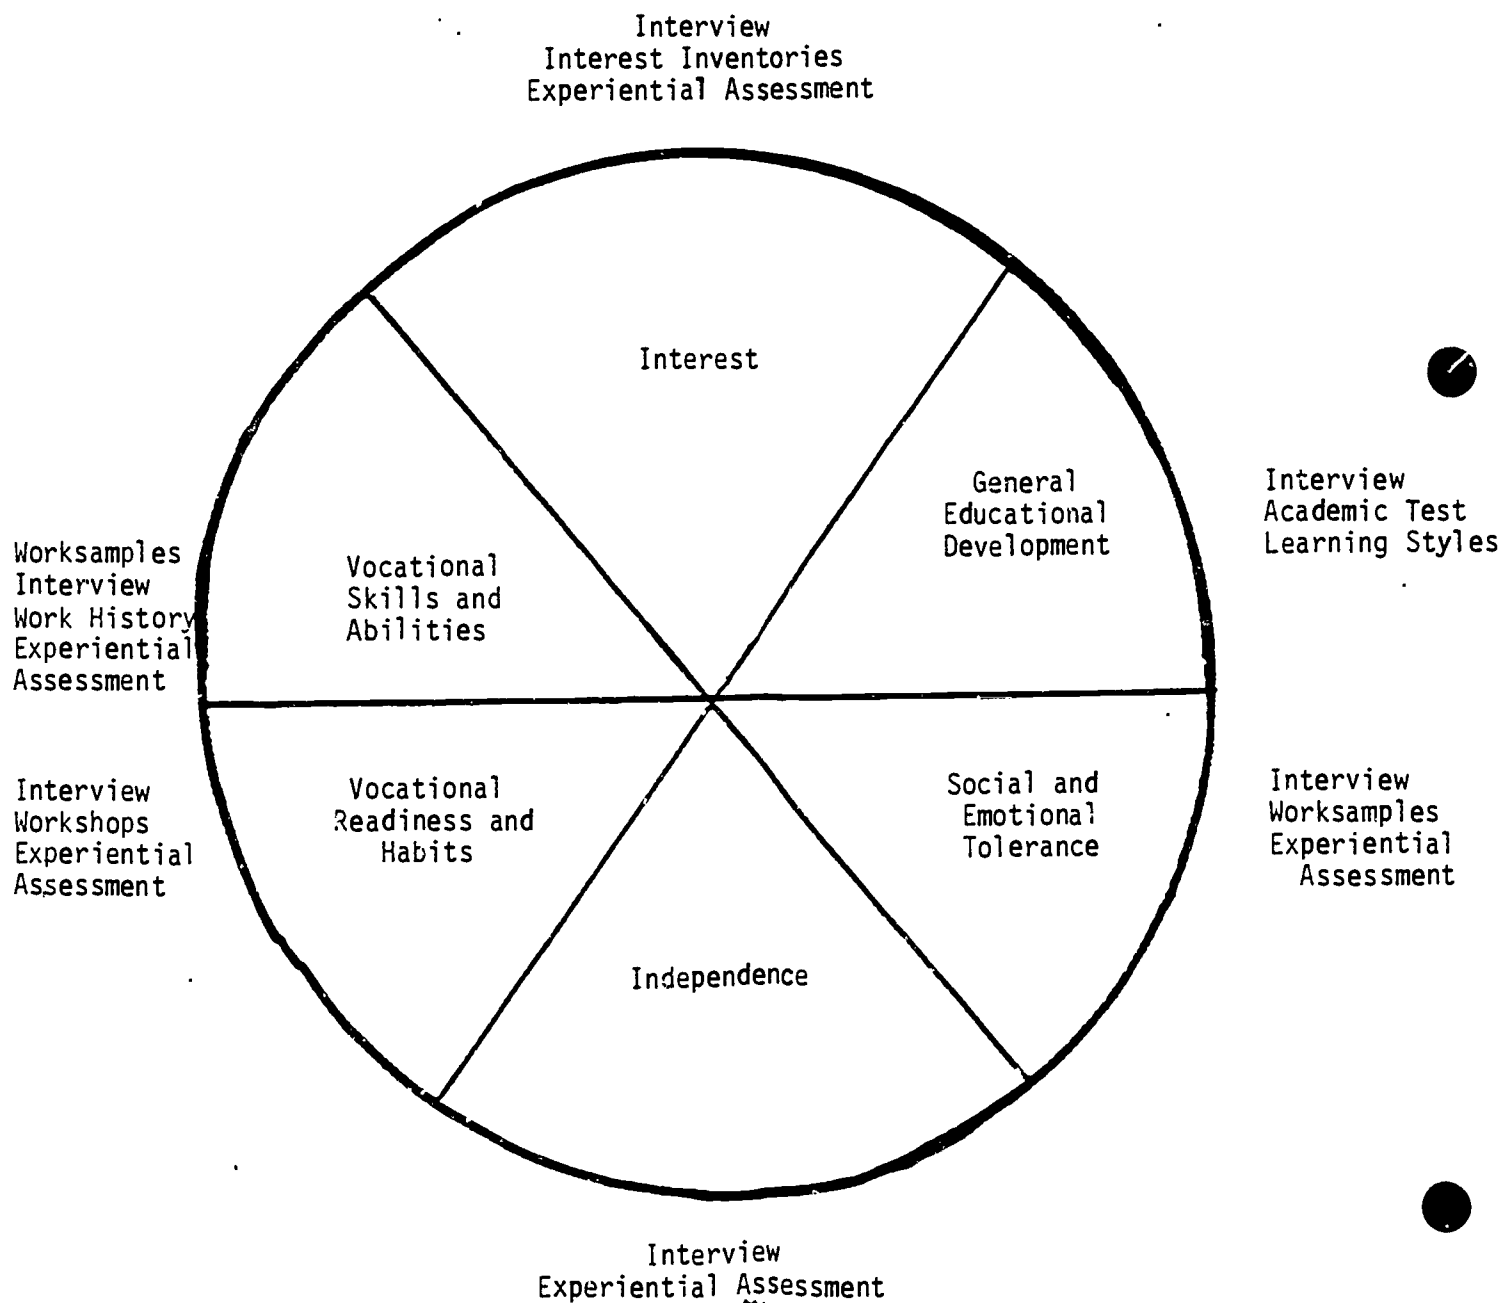 Interview
Interest Inventories
Experiential Assessment
Interest
General
Educational
Development
Interview
Academic Test
Learning Styles
Worksamples
Interview
Work History
Experiential
Assessment
Vocational
Skills and
Abilities
Interview
Workshops
Experiential
Assessment
Vocational
Readiness and
Habits
Social and
Emotional
Tolerance
Interview
Worksamples
Experiential
Assessment
Independence
Interview
Experiential Assessment